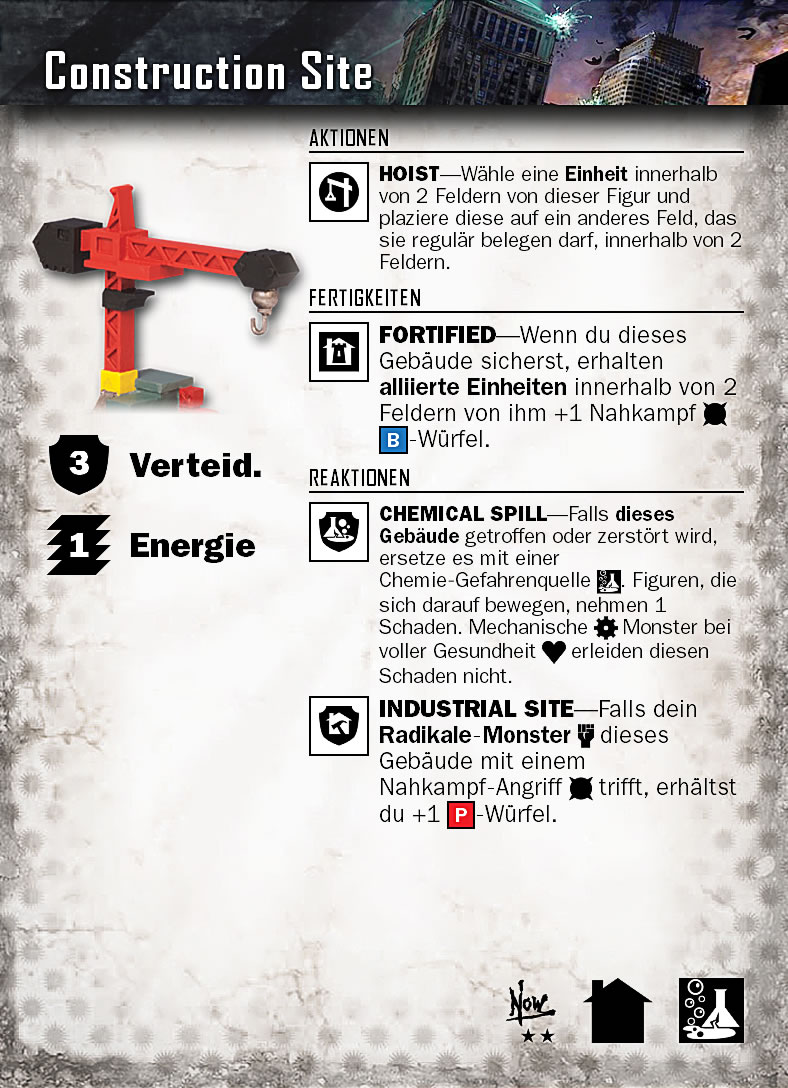 Construction Site
AKTIONEN
HOIST—Wähle eine Einheit innerhalb
von 2 Feldern von dieser Figur und
plaziere diese auf ein anderes Feld, das
sie regulär belegen darf, innerhalb von 2
Feldern.
FERTIGKEITEN
FORTIFIED—Wenn du dieses
Gebäude sicherst, erhalten
alliierte Einheiten innerhalb von 2
Feldern von ihm +1 Nahkampf
B-Würfel.
3 Verteid.
1 Energie
REAKTIONEN
CHEMICAL SPILL—Falls dieses
Gebäude getroffen oder zerstört wird,
ersetze es mit einer
Chemie-Gefahrenquelle . Figuren, die
sich darauf bewegen, nehmen 1
Schaden. Mechanische Monster bei
voller Gesundheit erleiden diesen
Schaden nicht.
INDUSTRIAL SITE—Falls dein
Radikale-Monster dieses
Gebäude mit einem
Nahkampf-Angriff trifft, erhältst
du +1 P-Würfel.
Now